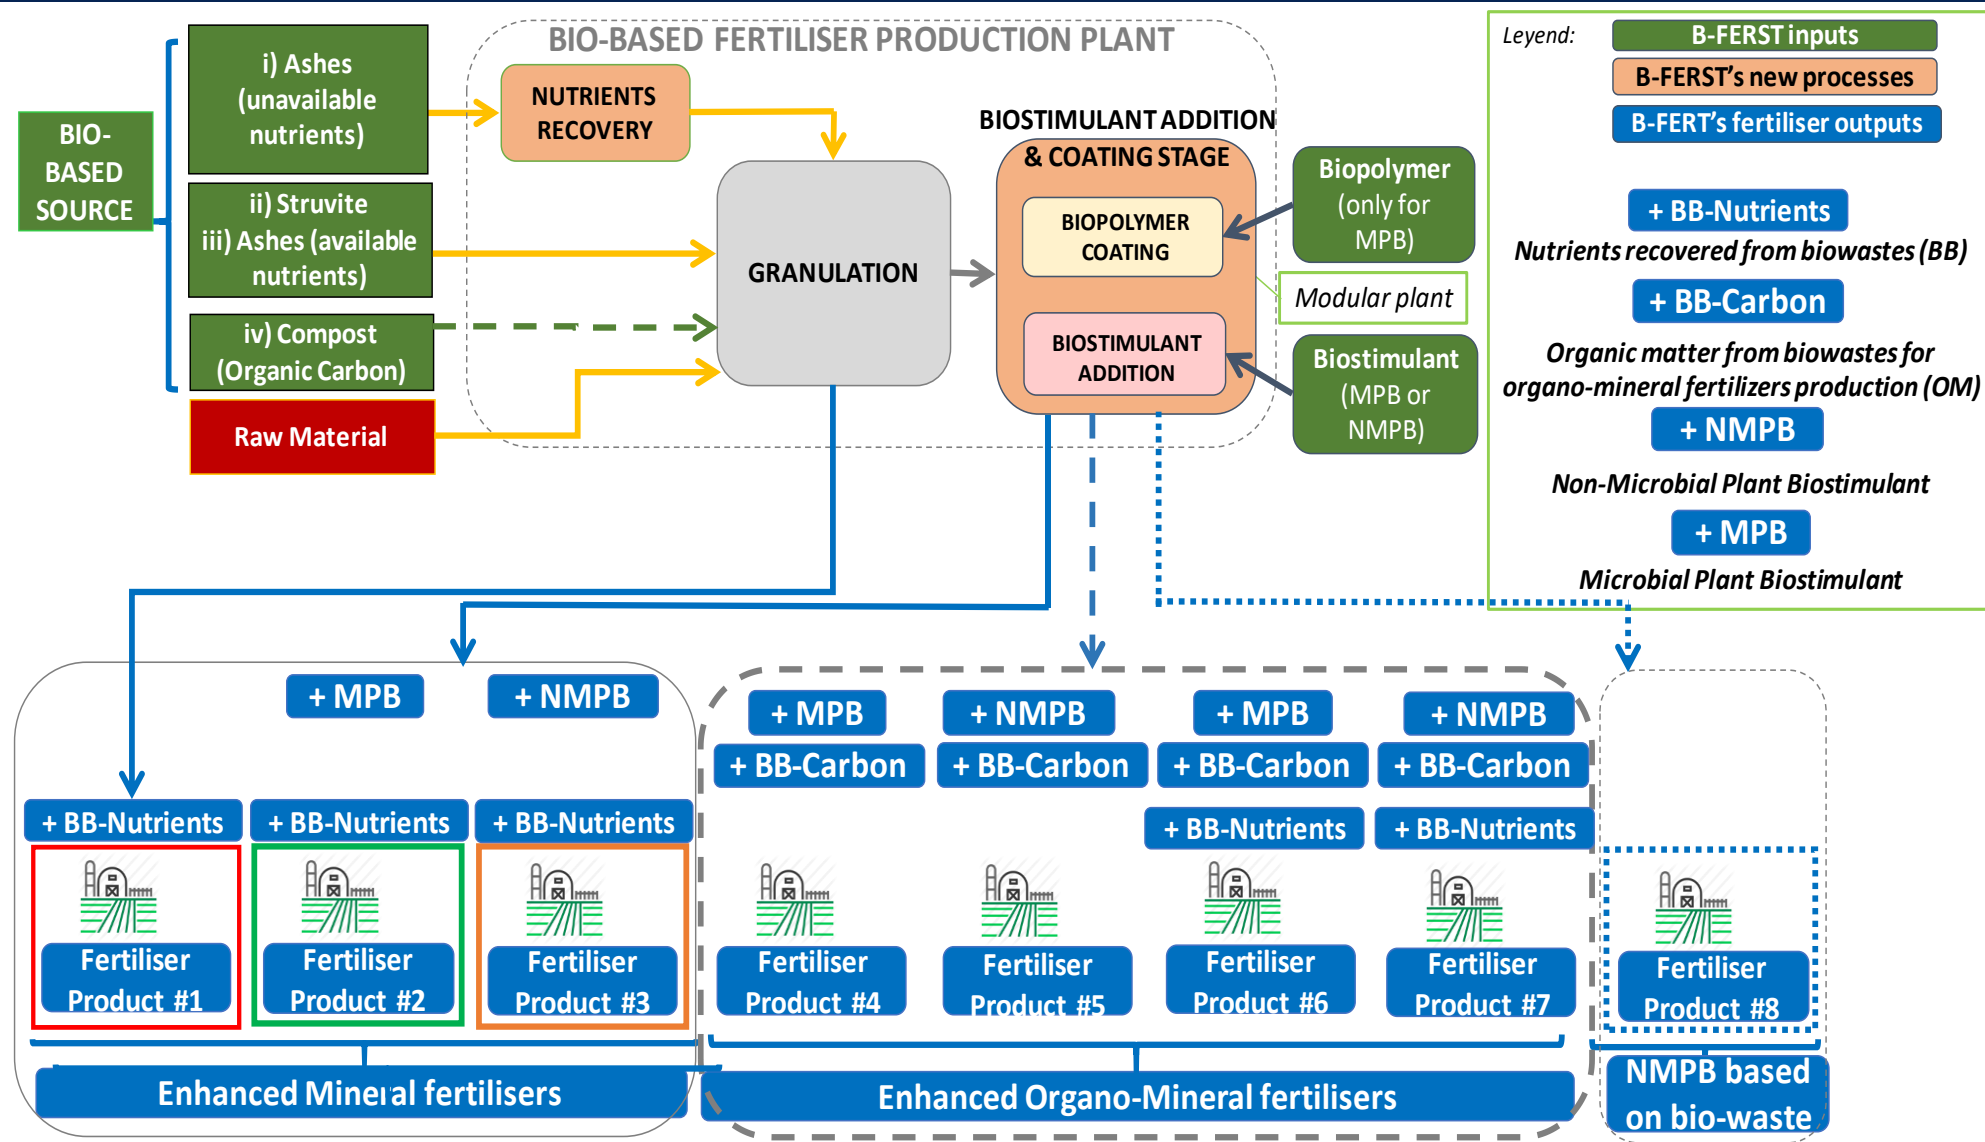 BIO-BASED FERTILISER PRODUCTION PLANT
i) Ashes
(unavailable
nutrients)
BIO-
BASED
SOURCE
ii) Struvite
iii) Ashes (available
nutrients)
iv) Compost
(Organic Carbon)
Raw Material
NUTRIENTS
RECOVERY
GRANULATION
BIOSTIMULANT ADDITION
& COATING STAGE
BIOPOLYMER
COATING
BIOSTIMULANT
ADDITION
Biopolymer
(only for
MPB)
Modular plant
Biostimulant
(MPB or
NMPB)
Leyend:
B-FERST inputs
B-FERST's new processes
B-FERT's fertiliser outputs
+ BB-Nutrients
Nutrients recovered from biowastes (BB)
+ BB-Carbon
Organic matter from biowastes for
organo-mineral fertilizers production (OM)
+ NMPB
Non-Microbial Plant Biostimulant
+ MPB
Microbial Plant Biostimulant
+ MPB
+ NMPB
+ BB-Nutrients
+ BB-Nutrients
+ BB-Nutrients
Fertiliser
Product #1
Fertiliser
Product #2
Fertiliser
Product #3
Enhanced Mineral fertilisers
+ MPB
+ NMPB
+ MPB
+ NMPB
+ BB-Carbon
+ BB-Carbon
+ BB-Carbon
+ BB-Carbon
+ BB-Nutrients
+ BB-Nutrients
Fertiliser
Product #4
Fertiliser
Product #5
Fertiliser
Product #6
Fertiliser
Product #7
Enhanced Organo-Mineral fertilisers
Fertiliser
Product #8
NMPB based
on bio-waste